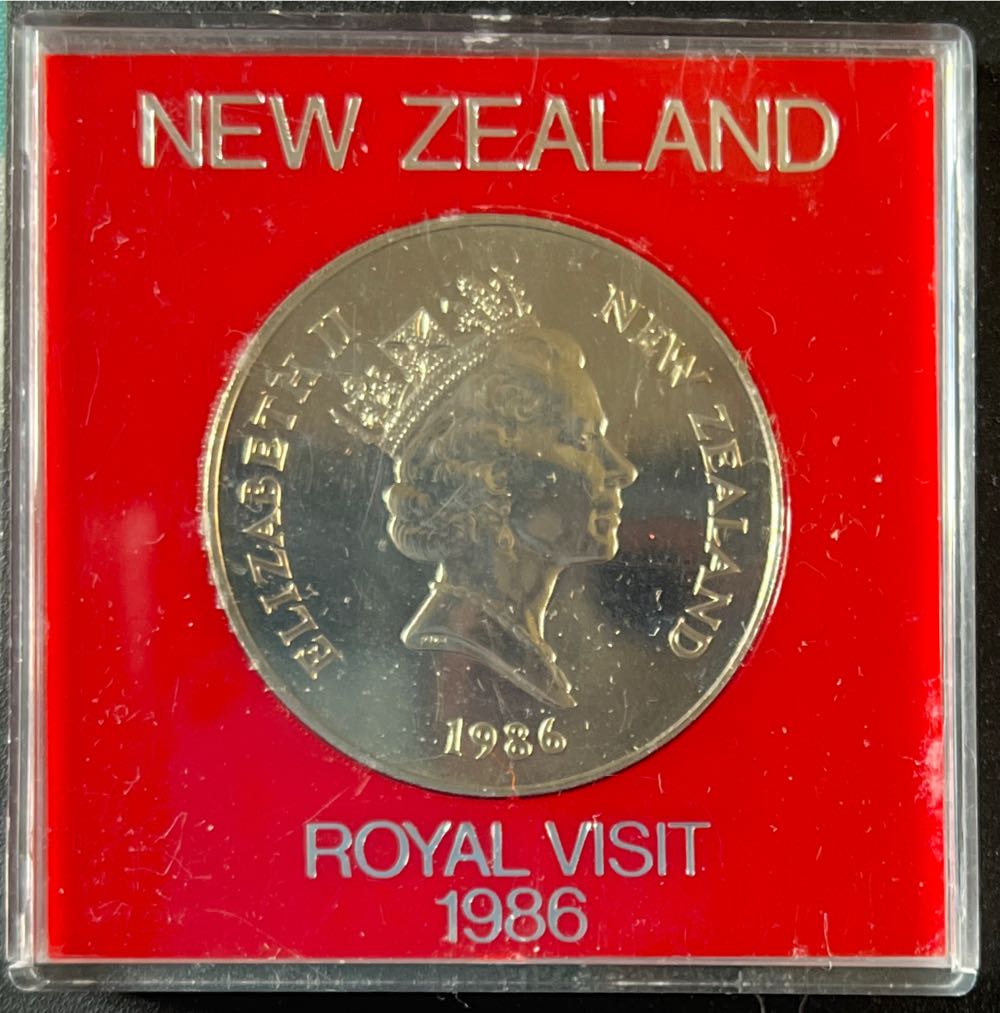 NEW ZEALAND
ELIZABETH II
NEW ZEALAND
1986
ROYAL VISIT
1986